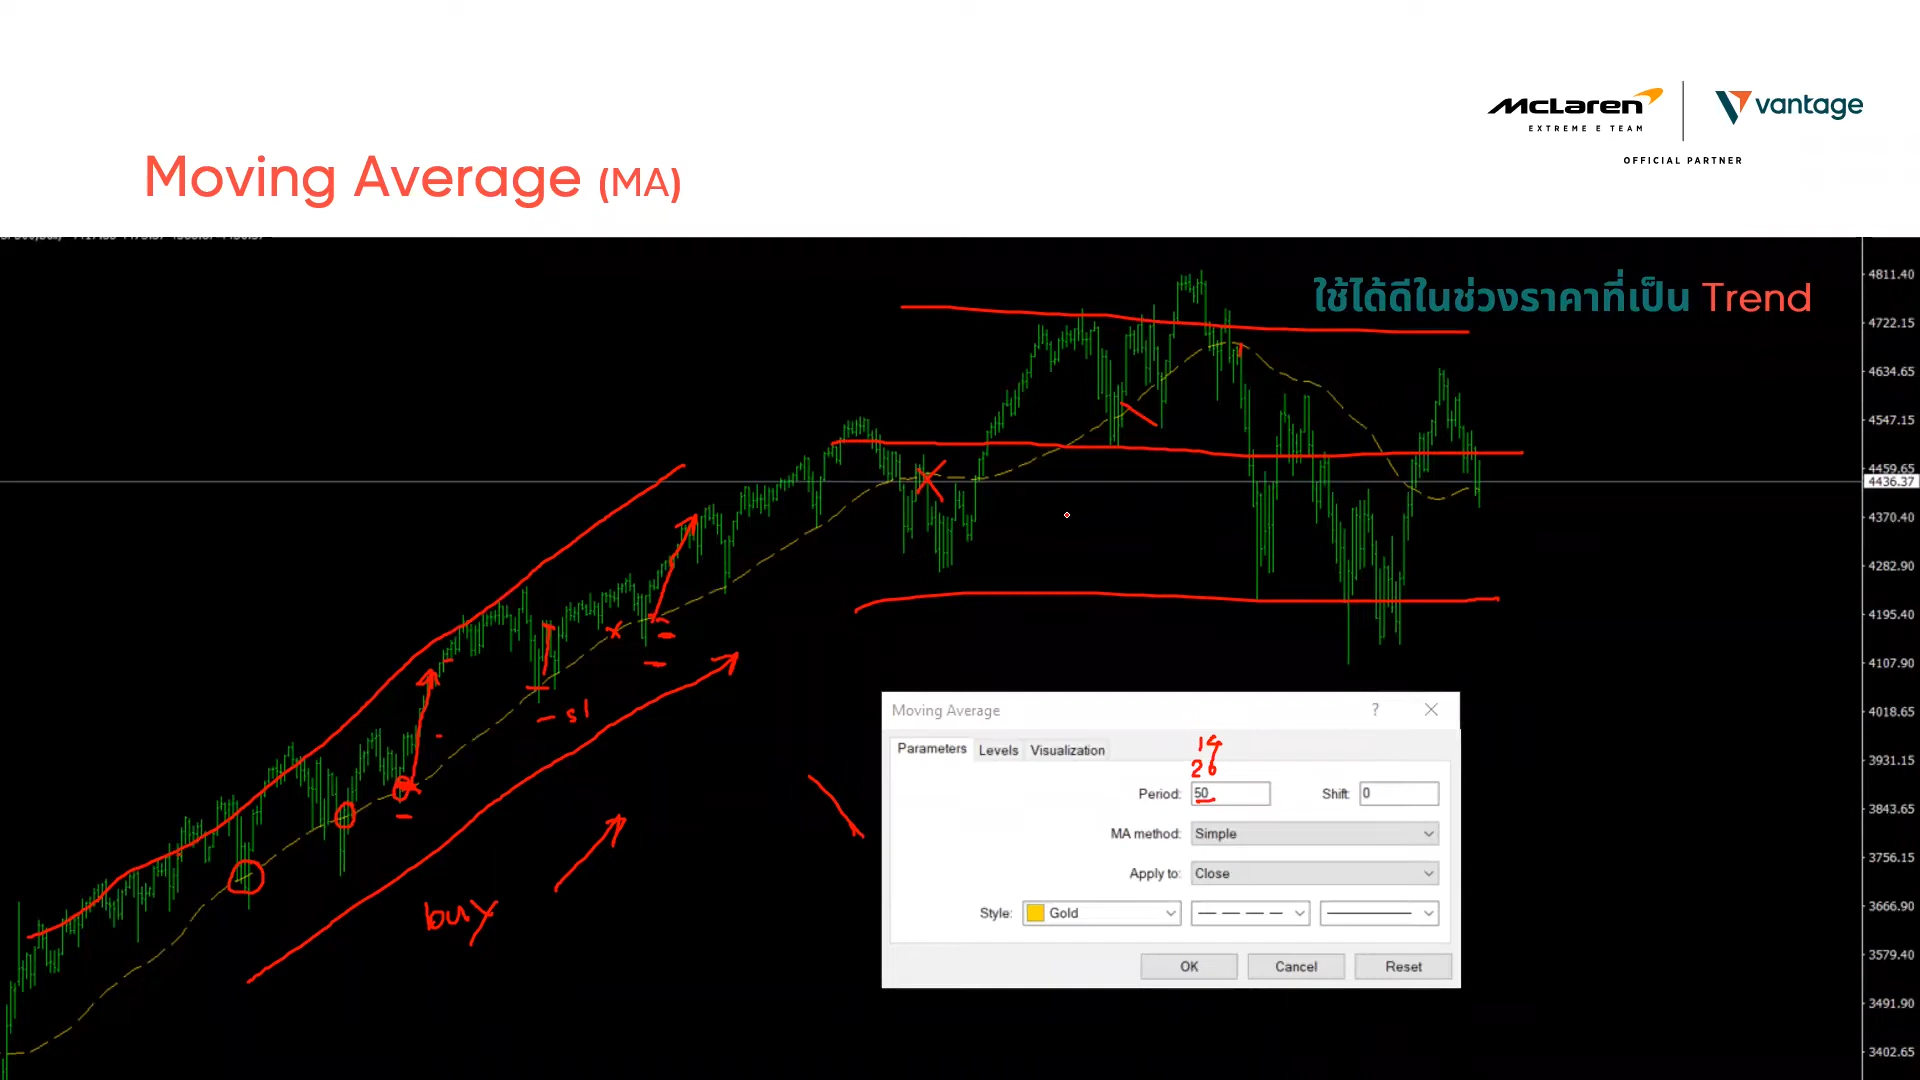 McLaren
EXTREME E TEAM
vantage
OFFICIAL PARTNER
Moving Average (MA)
ใช้ได้ดีในช่วงราคาที่เป็น Trend
4811.40
4722.15
4634.65
4547.15
4459.65
4436.37
4370.40
4282.90
4195.40
4107.90
4018.65
3931.15
3843.65
3756.15
3666.90
3579.40
3491.90
3402.65
sl
buy
Moving Average
?
Parameters
Levels
Visualization
14
26
Period: 50
Shift: 0
MA method: Simple
Apply to: Close
Style: Gold
OK
Cancel
Reset